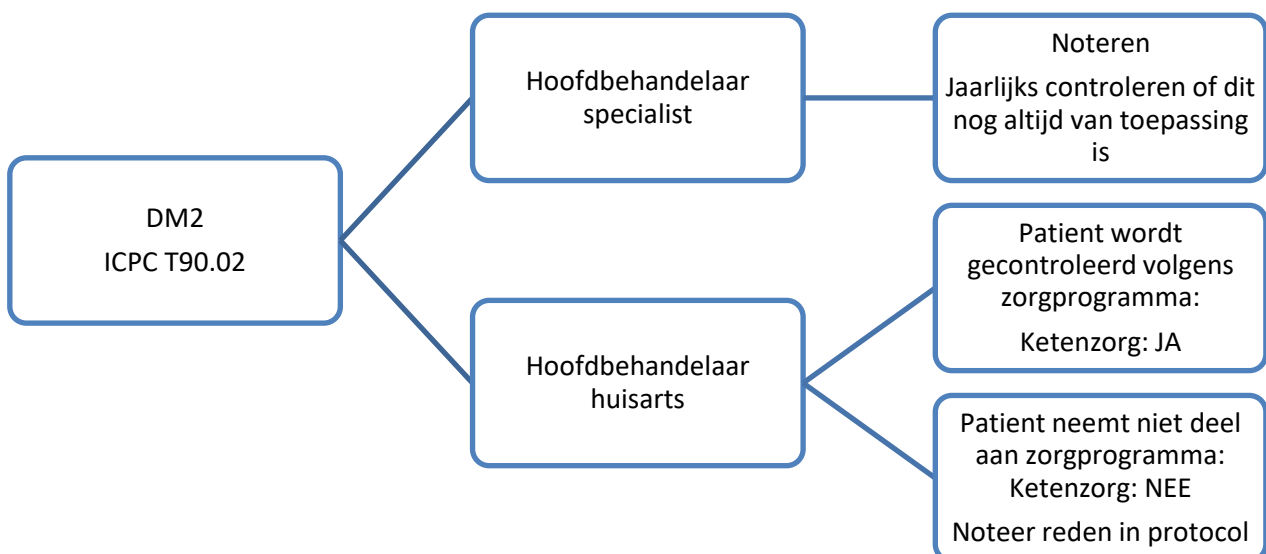 DM2
ICPC T90.02
Hoofdbehandelaar
specialist
Noteren
Jaarlijks controleren of dit
nog altijd van toepassing
is
Hoofdbehandelaar
huisarts
Patient wordt
gecontroleerd volgens
zorgprogramma:
Ketenzorg: JA
Patient neemt niet deel
aan zorgprogramma:
Ketenzorg: NEE
Noteer reden in protocol